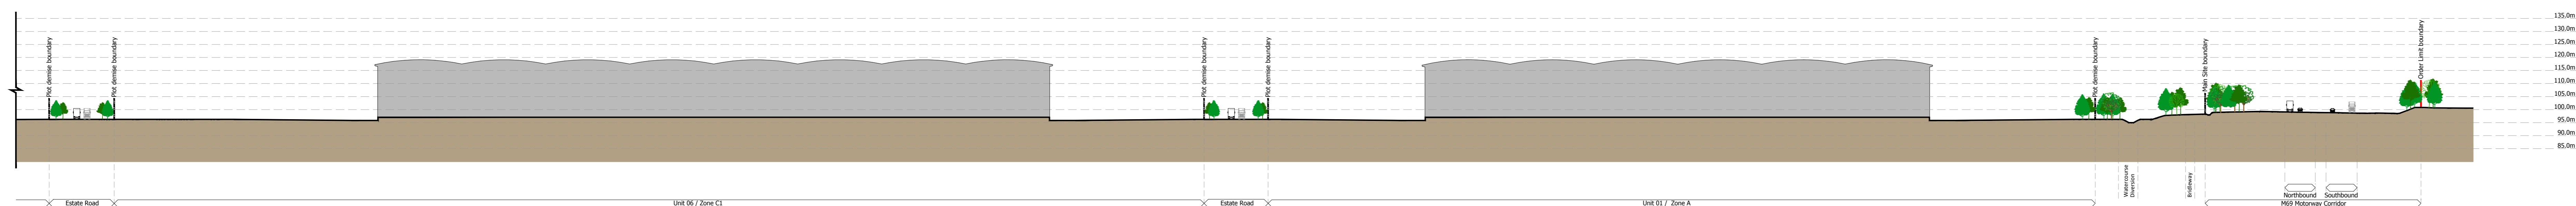 135.0m
130.0m
125.0m
120.0m
115.0m
110.0m
105.0m
100.0m
95.0m
90.0m
85.0m
Plot demise boundary
Plot demise boundary
Plot demise boundary
Plot demise boundary
Plot demise boundary
Main Site boundary
Order Limit boundary
Watercourse
Diversion
Bridleway
Northbound
Southbound
Estate Road
Unit 06 / Zone C1
Estate Road
Unit 01 / Zone A
M69 Motorway Corridor